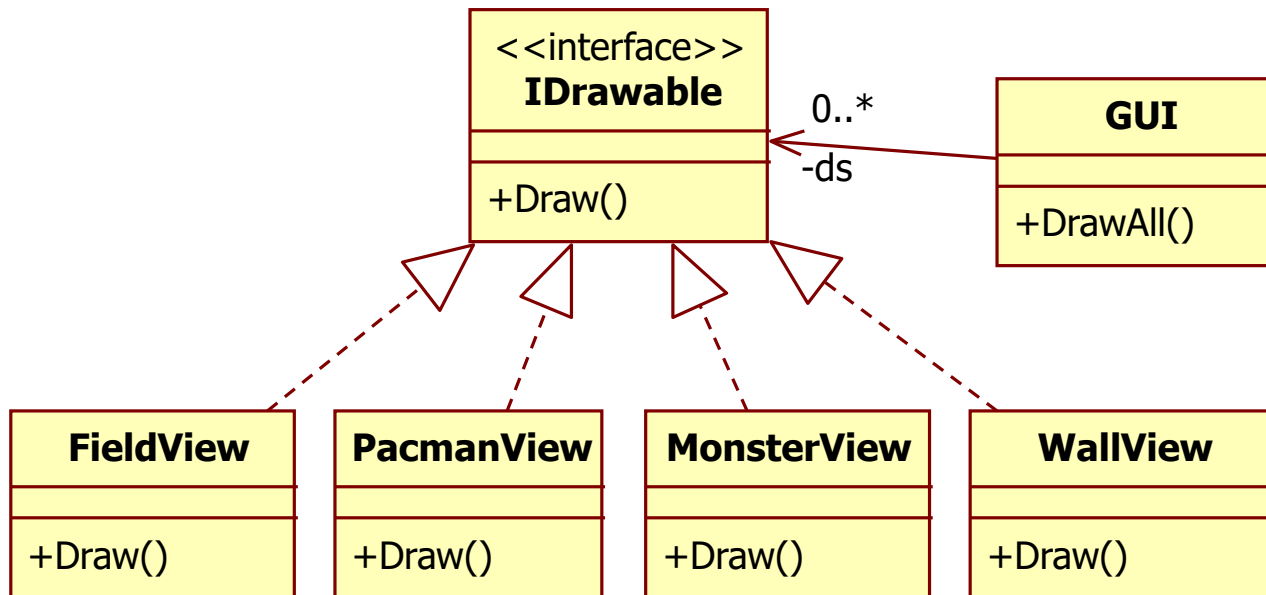 <<interface>>
IDrawable
+Draw()
0..*
-ds
GUI
+DrawAll()
FieldView
+Draw()
PacmanView
+Draw()
MonsterView
+Draw()
WallView
+Draw()